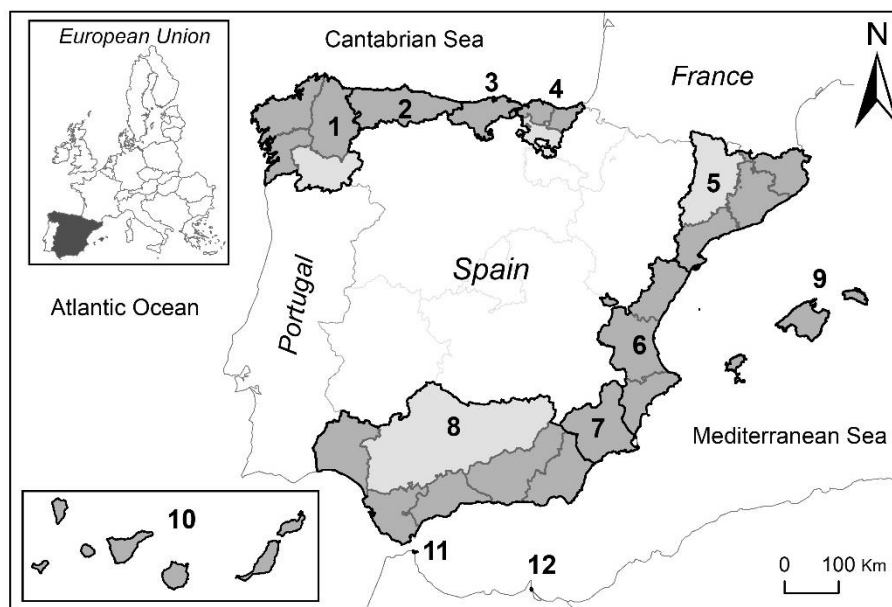 European Union
Cantabrian Sea
N
France
3
4
1
2
5
Spain
Portugal
Atlantic Ocean
9
6
7
8
Mediterranean Sea
10
11
12
0 100 Km